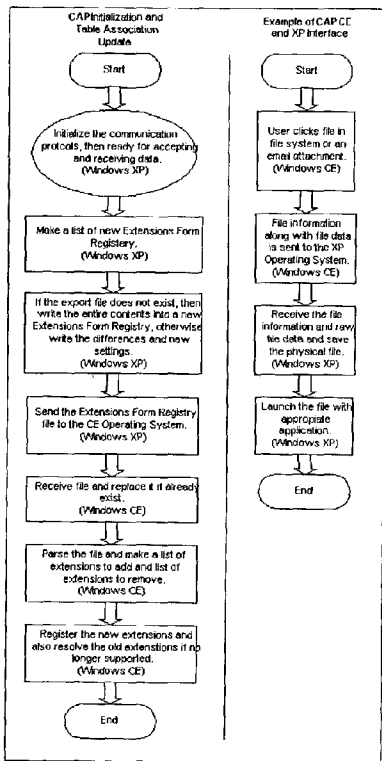 CAP Initialization and
Table Association
Update
Start
Initialize the communication
protcols, then ready for accepting
and receiving data.
(Windows XP)
Make a list of new Extensions Form
Registery.
(Windows XP)
If the export file does not exist, then
write the entire contents into a new
Extensions Form Registry, otherwise
write the differences and new
settings.
(Windows XP)
Send the Extensions Form Registry
file to the CE Operating System.
(Windows XP)
Receive file and replace it if already
exist.
(Windows CE)
Parse the file and make a list of
extensions to add and list of
extensions to remove.
(Windows CE)
Register the new extensions and
also resolve the old extenstions if no
longer supported.
(Windows CE)
End
Example of CAP CE
and XP Interface
Start
User clicks file in
file system or an
email attachment.
(Windows CE)
File information
along with file data
is sent to the XP
Operating System.
(Windows CE)
Receive the file
information and raw
file data and save
the physical file.
(Windows XP)
Launch the file with
appropiate
application.
(Windows XP)
End